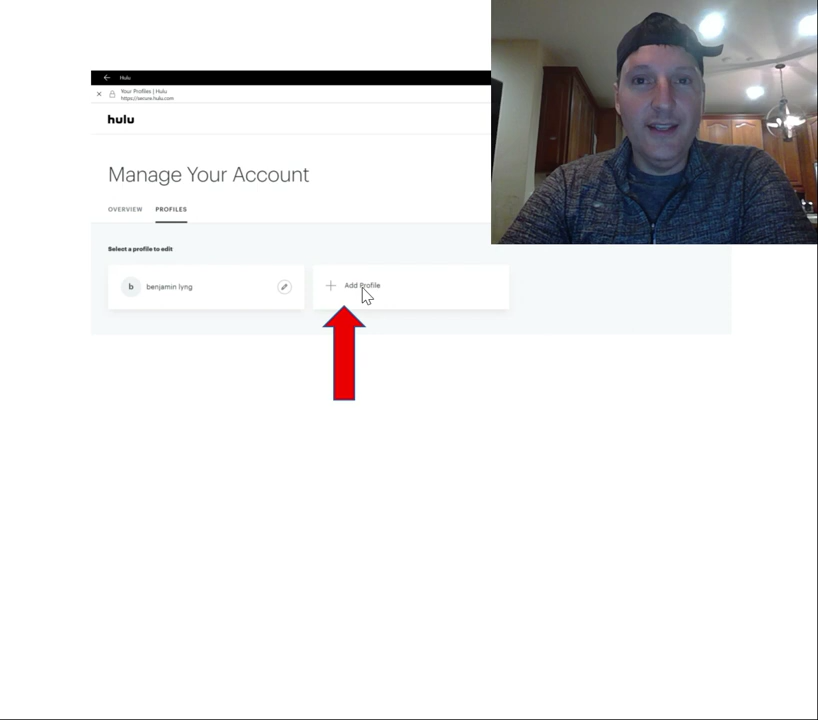 Hulu
Your Profiles | Hulu
https://secure.hulu.com
hulu
Manage Your Account
OVERVIEW PROFILES
Select a profile to edit
b benjamin lyng
+ Add Profile